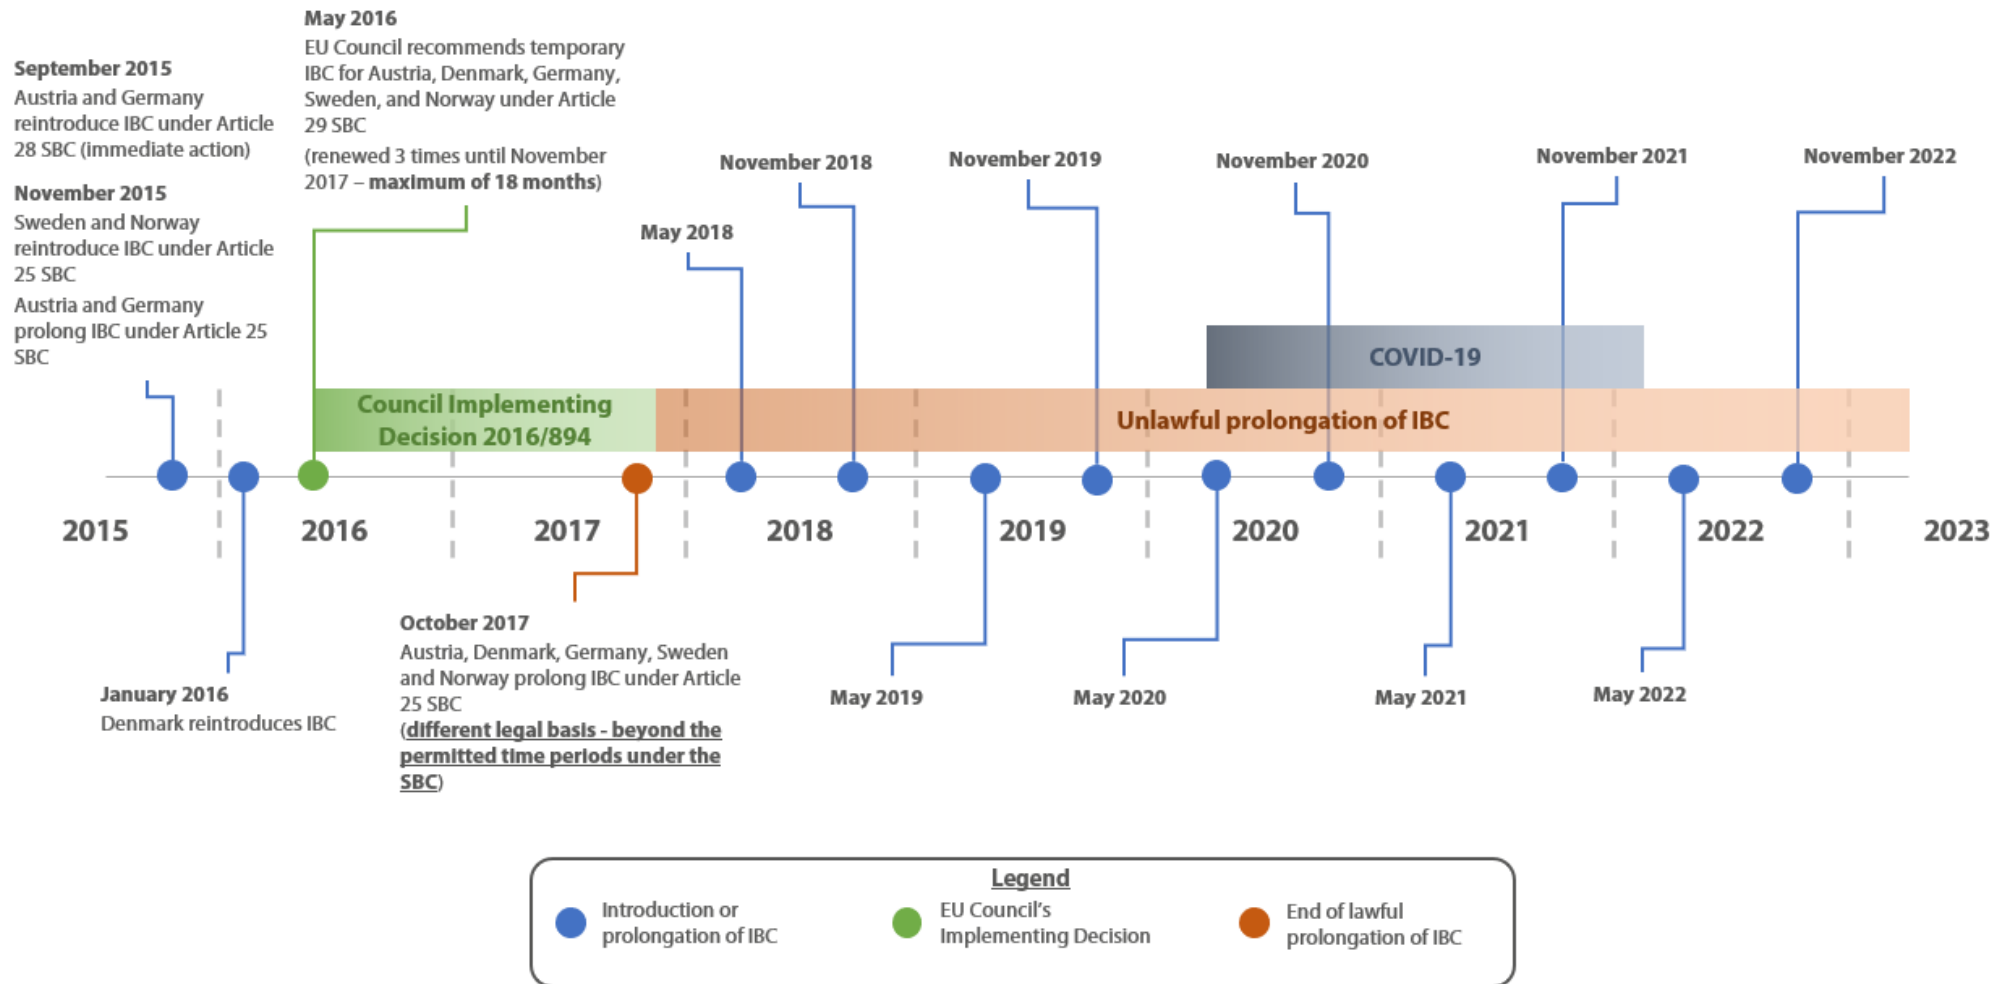 September 2015
Austria and Germany
reintroduce IBC under Article
28 SBC (immediate action)
November 2015
Sweden and Norway
reintroduce IBC under Article
25 SBC
Austria and Germany
prolong IBC under Article 25
SBC
May 2016
EU Council recommends temporary
IBC for Austria, Denmark, Germany,
Sweden, and Norway under Article
29 SBC
(renewed 3 times until November
2017 – maximum of 18 months)
May 2018
November 2018
November 2019
November 2020
November 2021
November 2022
COVID-19
Council Implementing
Decision 2016/894
Unlawful prolongation of IBC
2015
2016
2017
2018
2019
2020
2021
2022
2023
January 2016
Denmark reintroduces IBC
October 2017
Austria, Denmark, Germany, Sweden
and Norway prolong IBC under Article
25 SBC
(different legal basis - beyond the
permitted time periods under the
SBC)
May 2019
May 2020
May 2021
May 2022
Legend
Introduction or
prolongation of IBC
EU Council's
Implementing Decision
End of lawful
prolongation of IBC